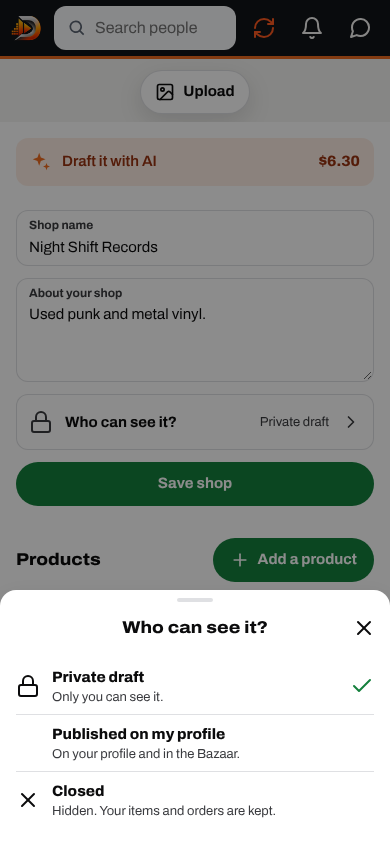 Search people
Upload
Draft it with AI
$6.30
Shop name
Night Shift Records
About your shop
Used punk and metal vinyl.
Who can see it?
Private draft
Save shop
Products
Add a product
Who can see it?
Private draft
Only you can see it.
Published on my profile
On your profile and in the Bazaar.
Closed
Hidden. Your items and orders are kept.